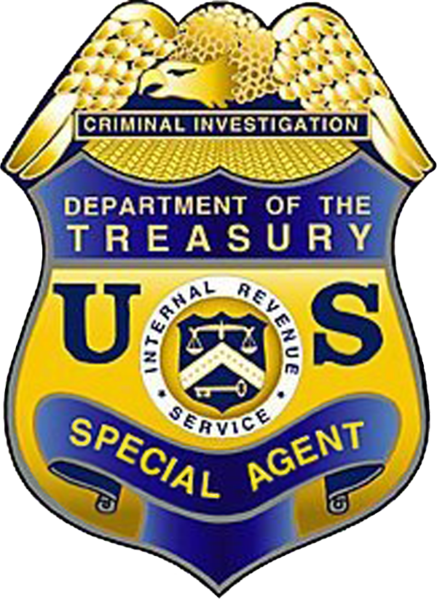 CRIMINAL INVESTIGATION
DEPARTMENT OF THE
TREASURY
U S
INTERNAL REVENUE
SERVICE
SPECIAL AGENT